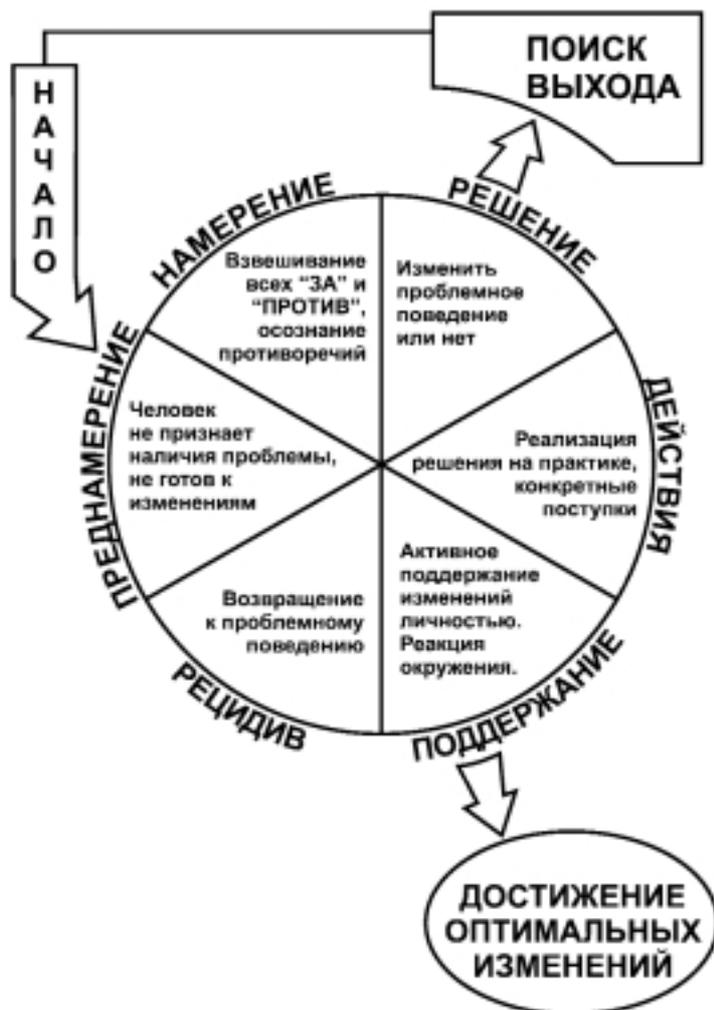 НАЧАЛО
ПОИСК
ВЫХОДА
ПРЕДНАМЕРЕНИЕ
Человек
не признает
наличия проблемы,
не готов к
изменениям
НАМЕРЕНИЕ
Взвешивание
всех "ЗА" и
"ПРОТИВ",
осознание
противоречий
РЕШЕНИЕ
Изменить
проблемное
поведение
или нет
ДЕЙСТВИЯ
Реализация
решения на практике,
конкретные
поступки
ПОДДЕРЖАНИЕ
Активное
поддержание
изменений
личностью.
Реакция
окружения.
РЕЦИДИВ
Возвращение
к проблемному
поведению
ДОСТИЖЕНИЕ
ОПТИМАЛЬНЫХ
ИЗМЕНЕНИЙ